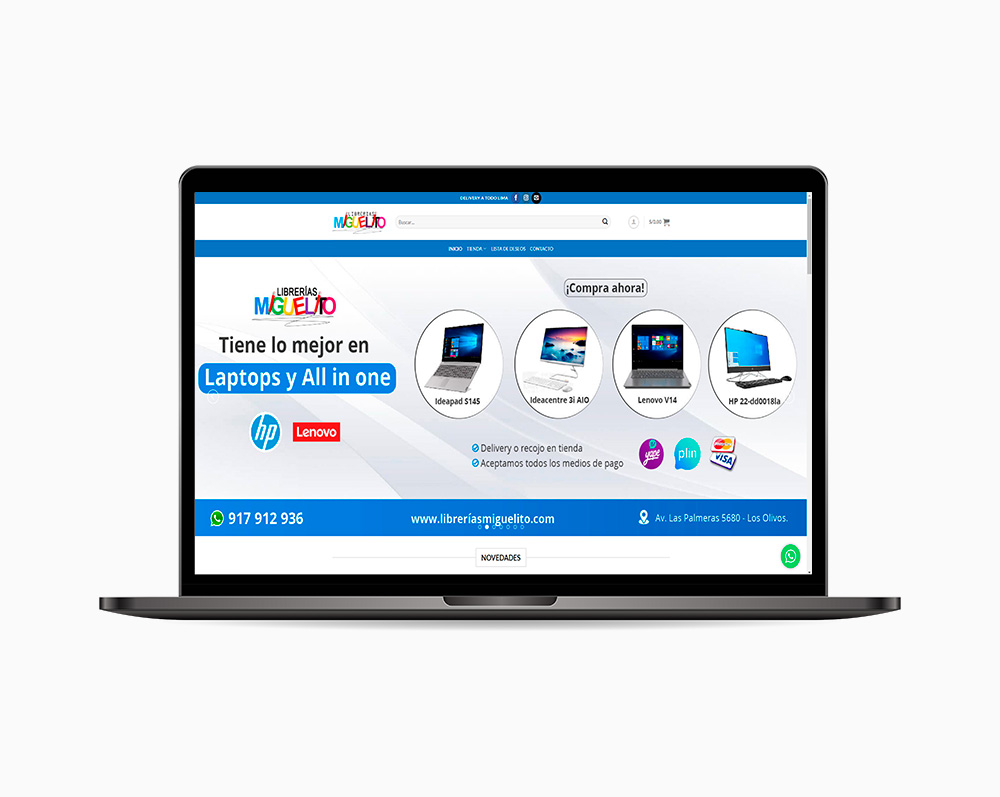 DELIVERY A TODO LIMA
LIBRERÍAS
MIGUELITO
Buscar...
S/0.00
INICIO TIENDA LISTA DE DESEOS CONTACTO
LIBRERÍAS
MIGUELITO
Tiene lo mejor en
Laptops y All in one
hp
Lenovo
¡Compra ahora!
Ideapad S145
Ideacentre 3i AIO
Lenovo V14
HP 22-dd0018la
Delivery o recojo en tienda
Aceptamos todos los medios de pago
yape
plin
MasterCard
VISA
917 912 936
www.libreríasmiguelito.com
Av. Las Palmeras 5680 - Los Olivos.
NOVEDADES